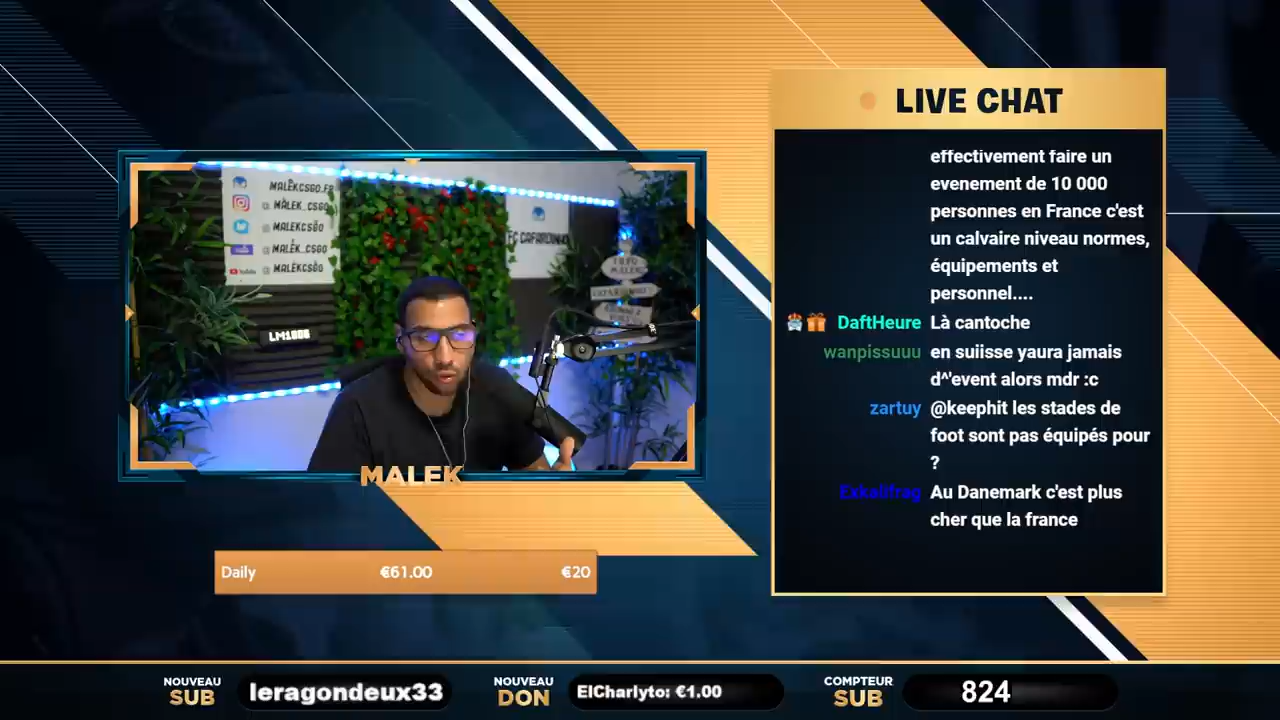 LIVE CHAT
effectivement faire un
evenement de 10 000
personnes en France c'est
un calvaire niveau normes,
équipements et
personnel....
DaftHeure Là cantoche
wanpissuuu en suiisse yaura jamais
d^'event alors mdr :c
zartuy @keephit les stades de
foot sont pas équipés pour
?
Exkalifrag Au Danemark c'est plus
cher que la france
MALEKCSGO.FR
@ MALEK_CSGO
@ MALEKCSGO
@ MALEK_CSGO
YouTube @ MALEKCSGO
LM1000
MALEK
Daily €61.00 €20
NOUVEAU
SUB
leragondeux33
NOUVEAU
DON
ElCharlyto: €1.00
COMPTEUR
SUB
824